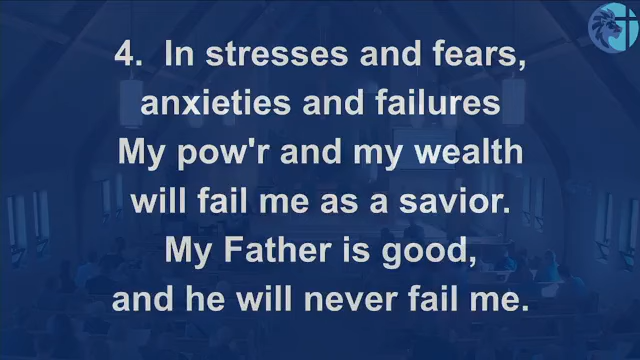 4. In stresses and fears,
anxieties and failures
My pow'r and my wealth
will fail me as a savior.
My Father is good,
and he will never fail me.